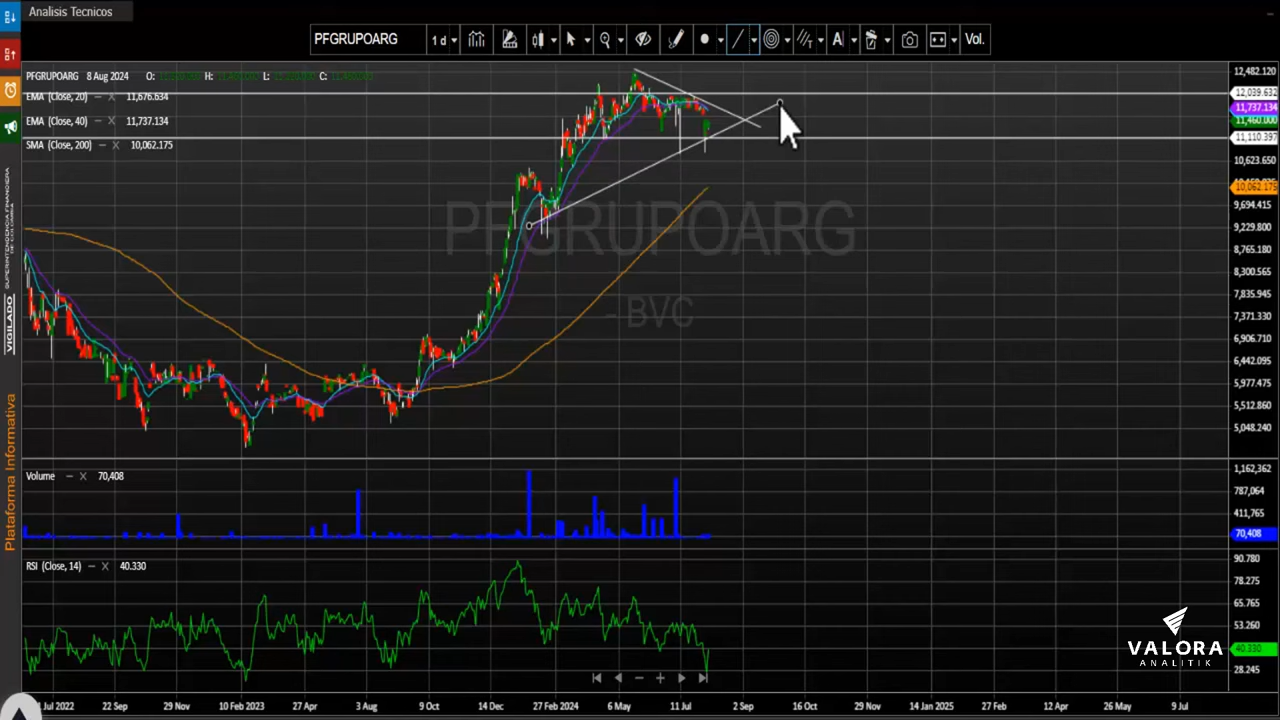 Analisis Tecnicos
PFGRUPOARG
1 d
A
Vol.
PFGRUPOARG 8 Aug 2024 O: H: L: C:
EMA (Close, 20) – X 11,676.634
EMA (Close, 40) – X 11,737.134
SMA (Close, 200) – X 10,062.175
PFGRUPOARG
- BVC
12,482.120
12,039.632
11,737.134
11,460.000
11,110.397
10,623.650
10,062.175
9,694.415
9,229.800
8,765.180
8,300.565
7,835.945
7,371.330
6,906.710
6,442.095
5,977.475
5,512.860
5,048.240
Volume – X 70,408
1,162,362
787,064
411,765
70,408
RSI (Close, 14) – X 40.330
90.780
78.275
65.765
53.260
40.330
28.245
Jul 2022 22 Sep 29 Nov 10 Feb 2023 27 Apr 3 Aug 9 Oct 14 Dec 27 Feb 2024 6 May 11 Jul 2 Sep 16 Oct 29 Nov 14 Jan 2025 27 Feb 12 Apr 26 May 9 Jul
VIGILADO
SUPERINTENDENCIA FINANCIERA
DE COLOMBIA
Plataforma Informativa
VALORA
ANALITIK